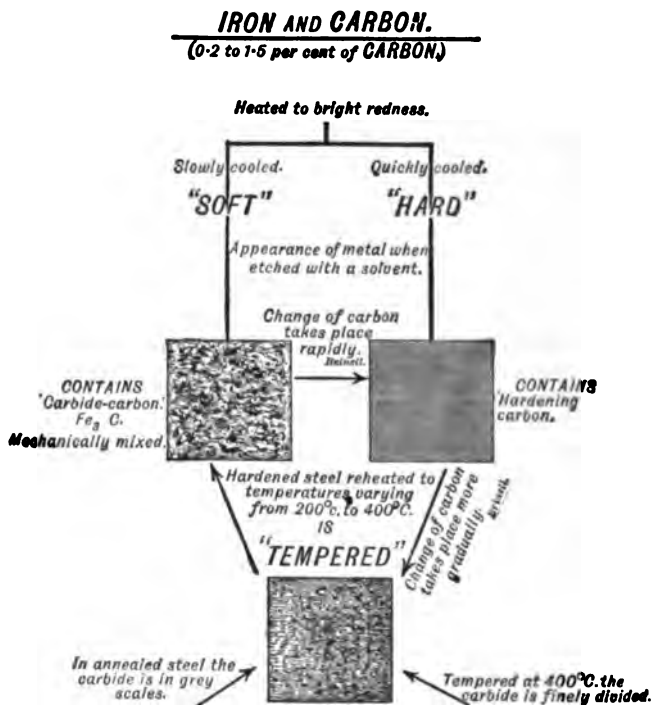 IRON AND CARBON.
(0·2 to 1·5 per cent of CARBON.)
Heated to bright redness.
Slowly cooled.
"SOFT"
Quickly cooled.
"HARD"
Appearance of metal when
etched with a solvent.
Change of carbon
takes place
rapidly.
Brinell.
CONTAINS
'Carbide-carbon.'
Fe3 C.
Mechanically mixed.
CONTAINS
'Hardening
carbon.
Hardened steel reheated to
temperatures varying
from 200°c. to 400°C.
IS
"TEMPERED"
Change of carbon
takes place more
gradually.
Brinell.
In annealed steel the
carbide is in grey
scales.
Tempered at 400°C. the
carbide is finely divided.